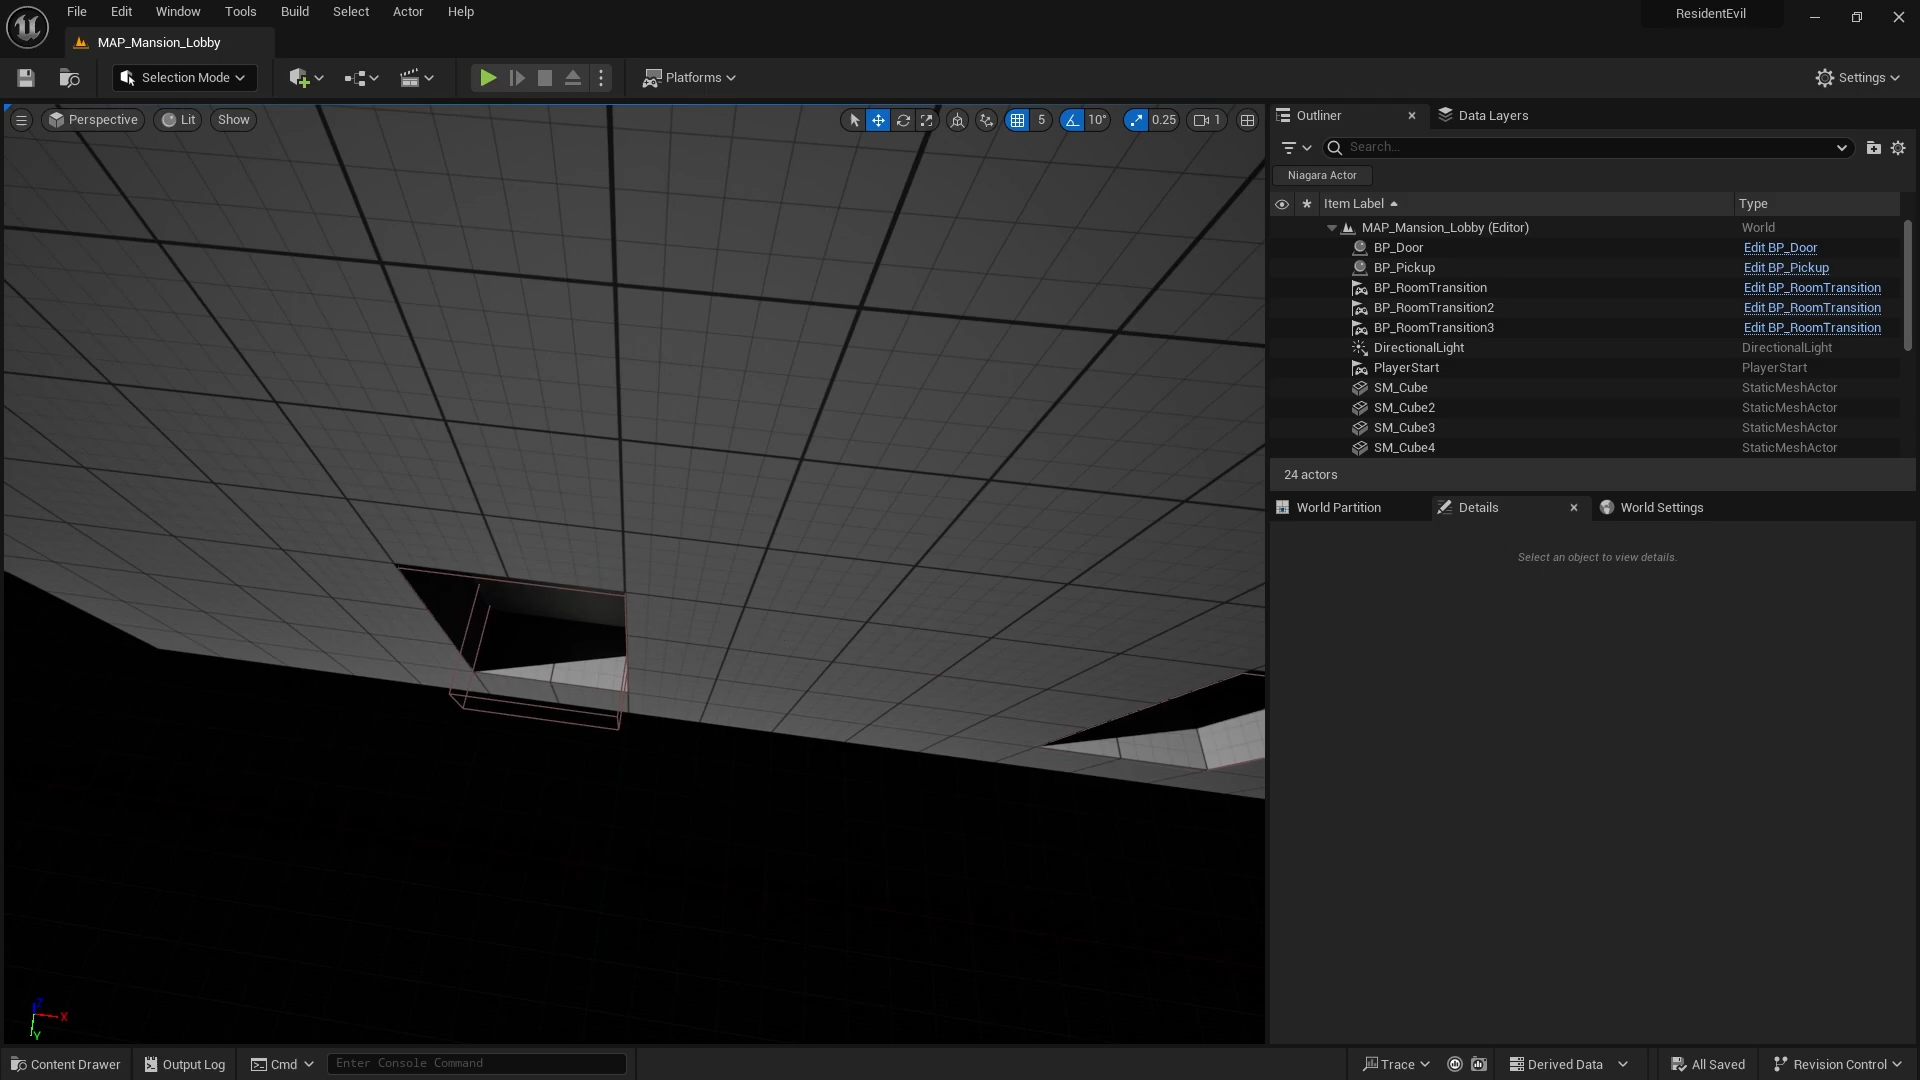 File Edit Window Tools Build Select Actor Help
ResidentEvil
MAP_Mansion_Lobby
Selection Mode
Platforms
Settings
Perspective Lit Show
5 10° 0.25 1
Outliner
Data Layers
Search...
Niagara Actor
Item Label Type
MAP_Mansion_Lobby (Editor) World
BP_Door Edit BP_Door
BP_Pickup Edit BP_Pickup
BP_RoomTransition Edit BP_RoomTransition
BP_RoomTransition2 Edit BP_RoomTransition
BP_RoomTransition3 Edit BP_RoomTransition
DirectionalLight DirectionalLight
PlayerStart PlayerStart
SM_Cube StaticMeshActor
SM_Cube2 StaticMeshActor
SM_Cube3 StaticMeshActor
SM_Cube4 StaticMeshActor
24 actors
World Partition Details World Settings
Select an object to view details.
Z
X
Y
Content Drawer Output Log Cmd Enter Console Command Trace Derived Data All Saved Revision Control